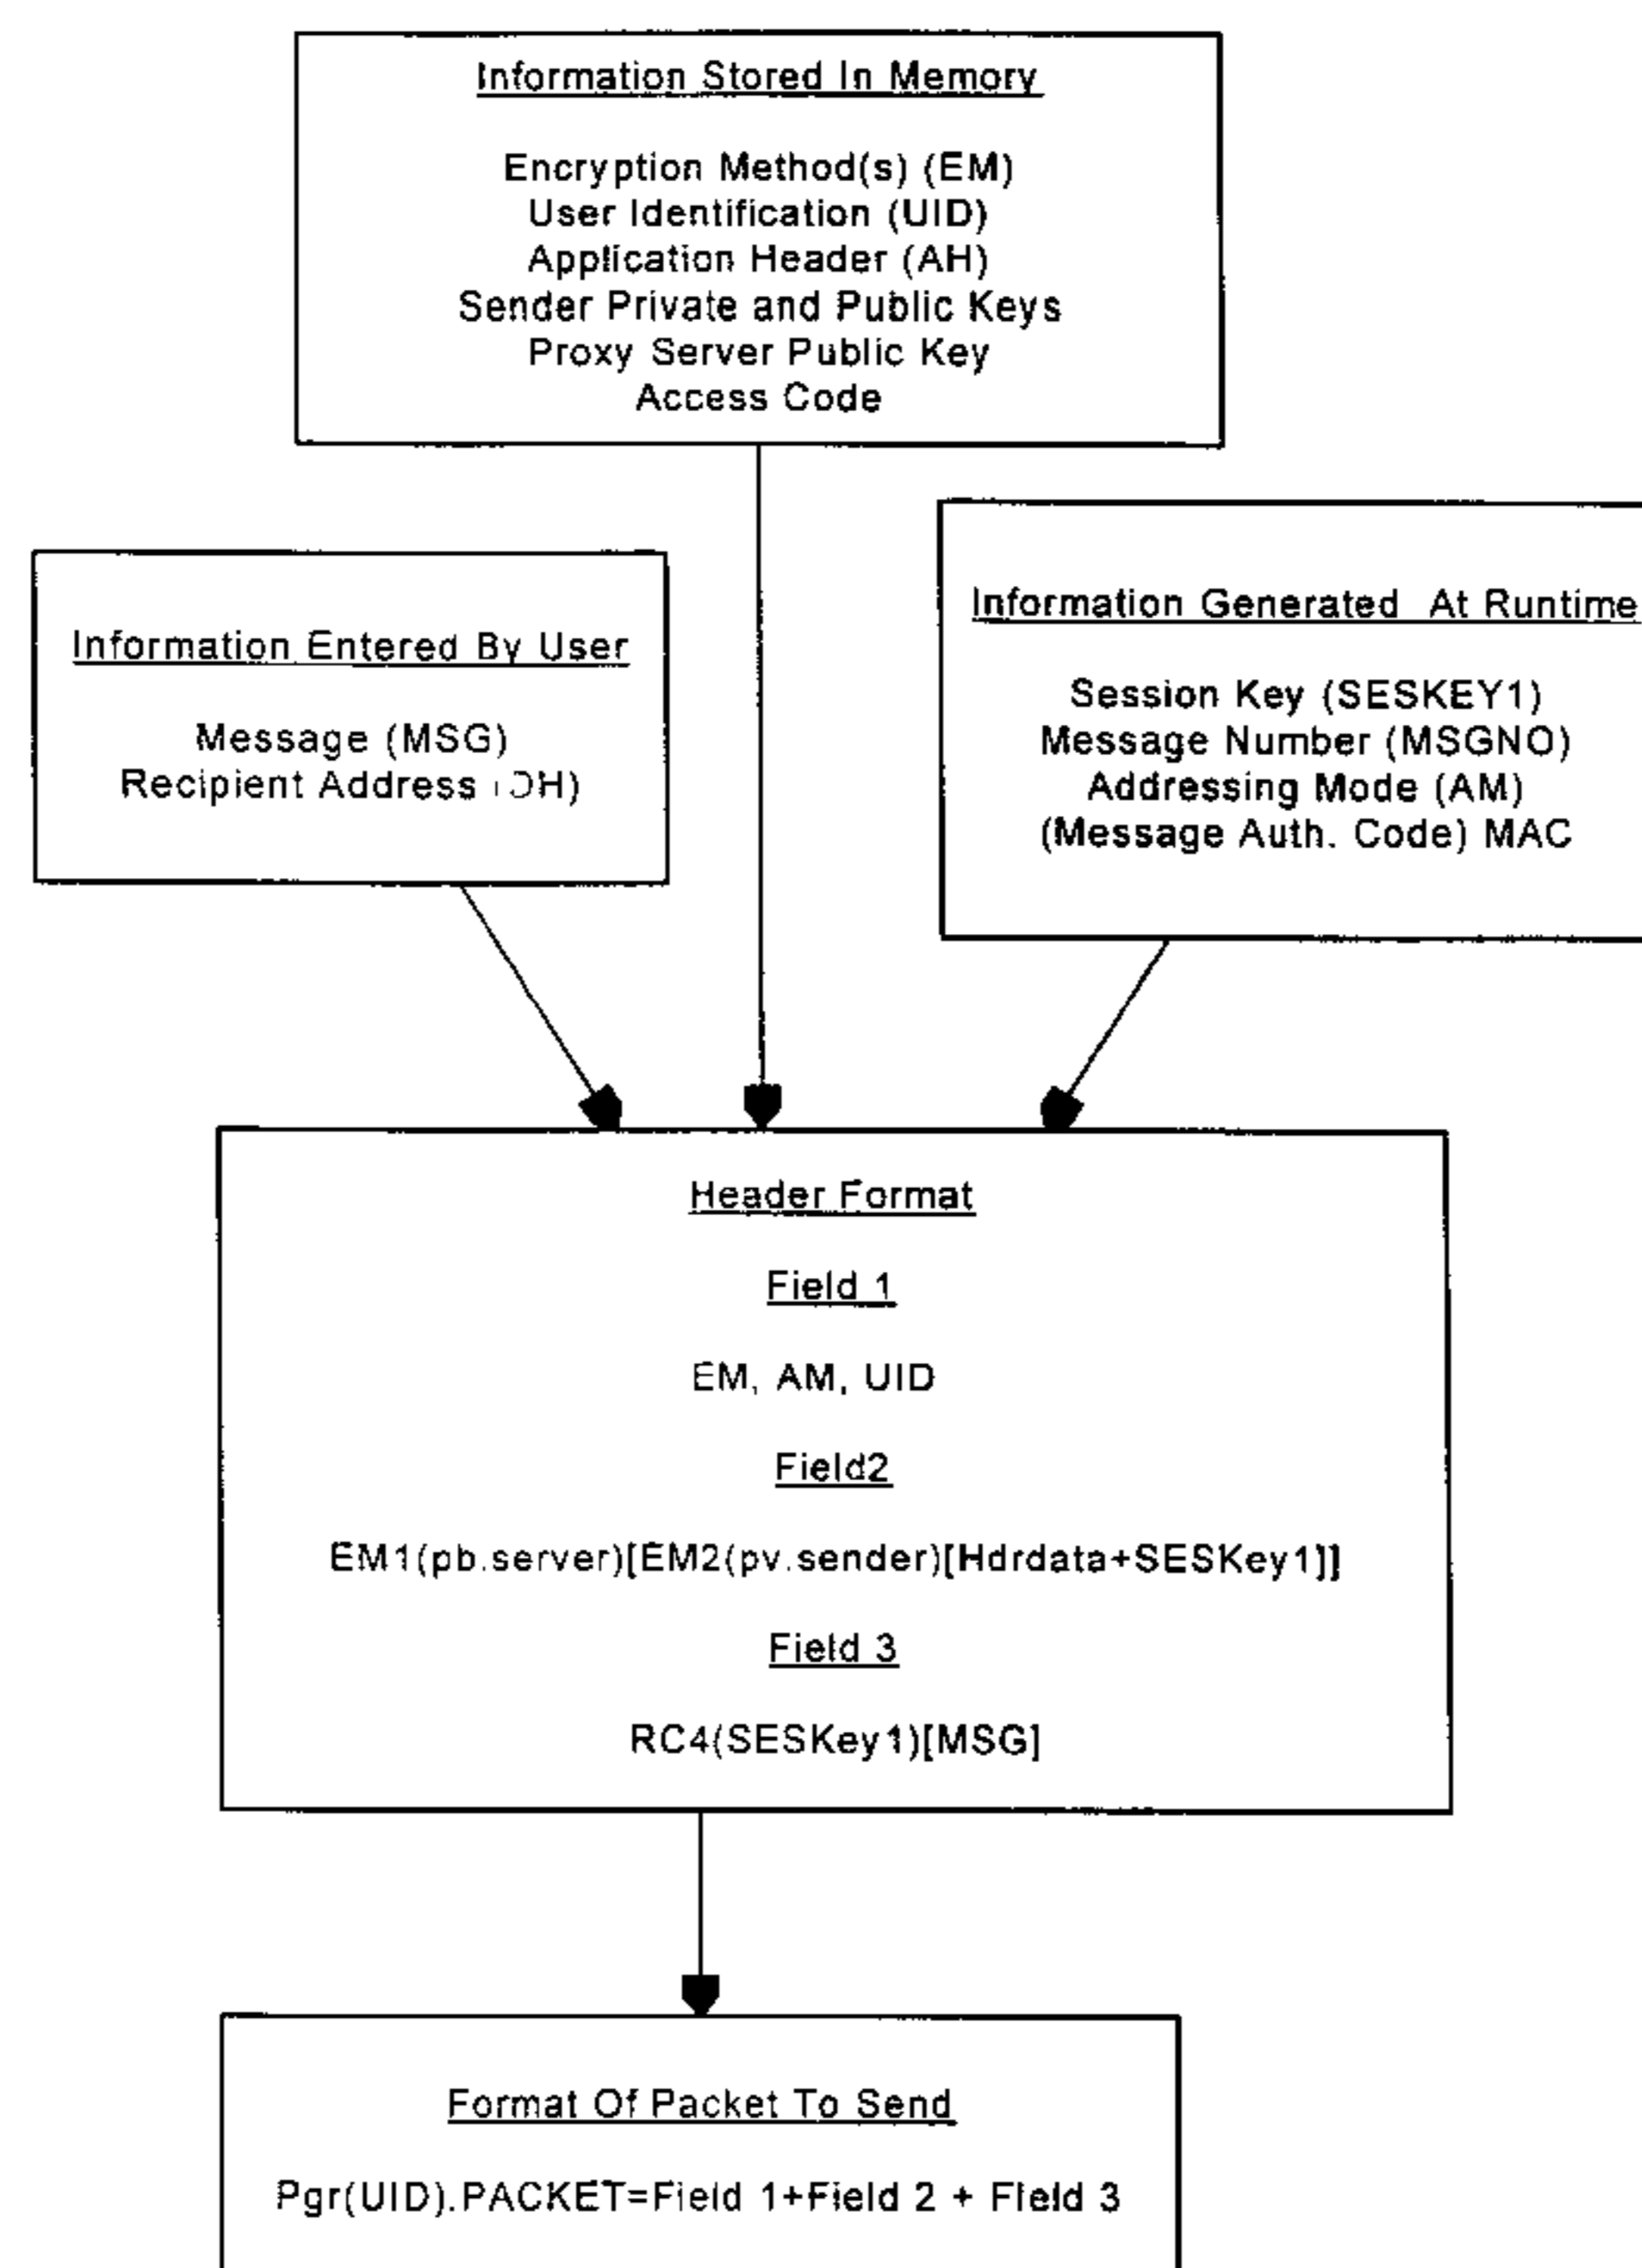 Information Stored In Memory
Encryption Method(s) (EM)
User Identification (UID)
Application Header (AH)
Sender Private and Public Keys
Proxy Server Public Key
Access Code
Information Entered By User
Message (MSG)
Recipient Address
Information Generated At Runtime
Session Key (SESKEY1)
Message Number (MSGNO)
Addressing Mode (AM)
(Message Auth. Code) MAC
Header Format
Field 1
EM, AM, UID
Field2
EM1(pb.server)[EM2(pv.sender)[Hdrdata+SESKey1]]
Field 3
RC4(SESKey1)[MSG]
Format Of Packet To Send
Pgr(UID).PACKET=Field 1+Field 2 + Field 3